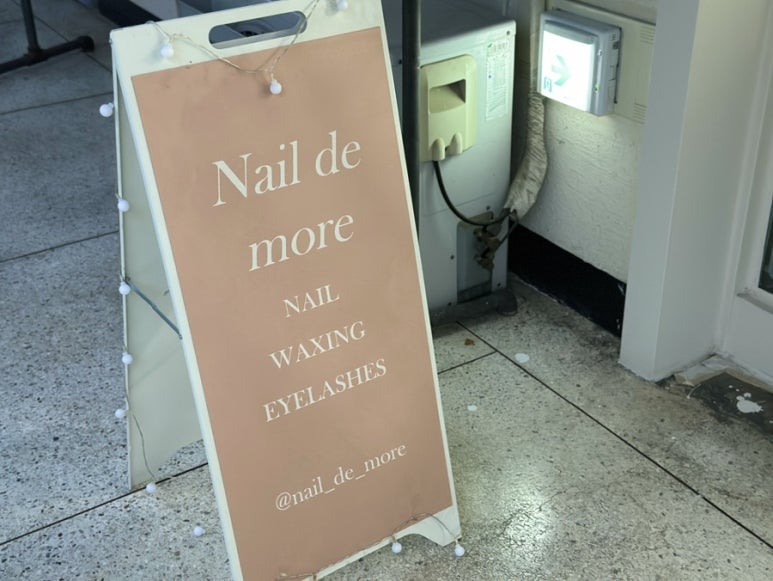 Nail de
more
NAIL
WAXING
EYELASHES
@nail_de_more